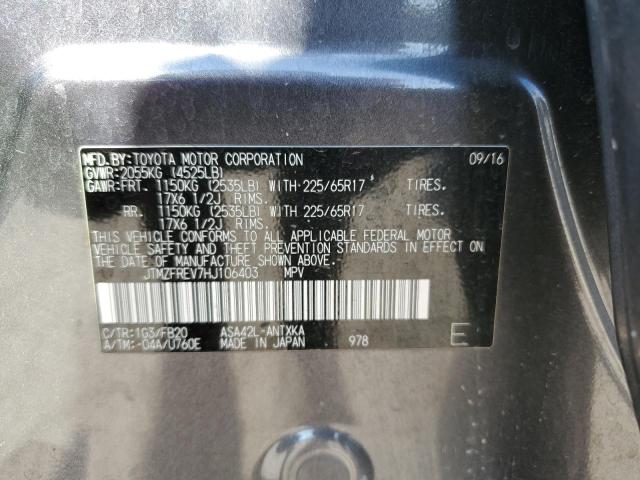 MFD.BY:TOYOTA MOTOR CORPORATION 09/16
GVWR:2055KG (4525LB)
GAWR:FRT. 1150KG (2535LB) WITH 225/65R17 TIRES.
17X6 1/2J RIMS.
RR. 1150KG (2535LB) WITH 225/65R17 TIRES.
17X6 1/2J RIMS.
THIS VEHICLE CONFORMS TO ALL APPLICABLE FEDERAL MOTOR
VEHICLE SAFETY AND THEFT PREVENTION STANDARDS IN EFFECT
ON THE DATE OF MANUFACTURE SHOWN ABOVE.
JTMZFREV7HJ106403 MPV
C/TR:1G3/FB20 ASA42L-ANTXKA
A/TM:-04A/U760E MADE IN JAPAN 978 E